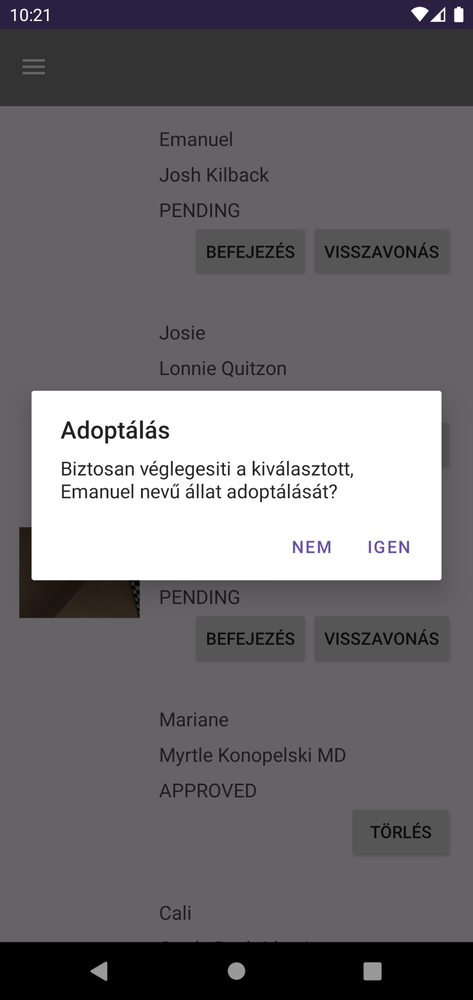 10:21
Emanuel
Josh Kilback
PENDING
BEFEJEZÉS VISSZAVONÁS
Josie
Lonnie Quitzon
Adoptálás
Biztosan véglegesiti a kiválasztott,
Emanuel nevű állat adoptálását?
NEM IGEN
PENDING
BEFEJEZÉS VISSZAVONÁS
Mariane
Myrtle Konopelski MD
APPROVED
TÖRLÉS
Cali